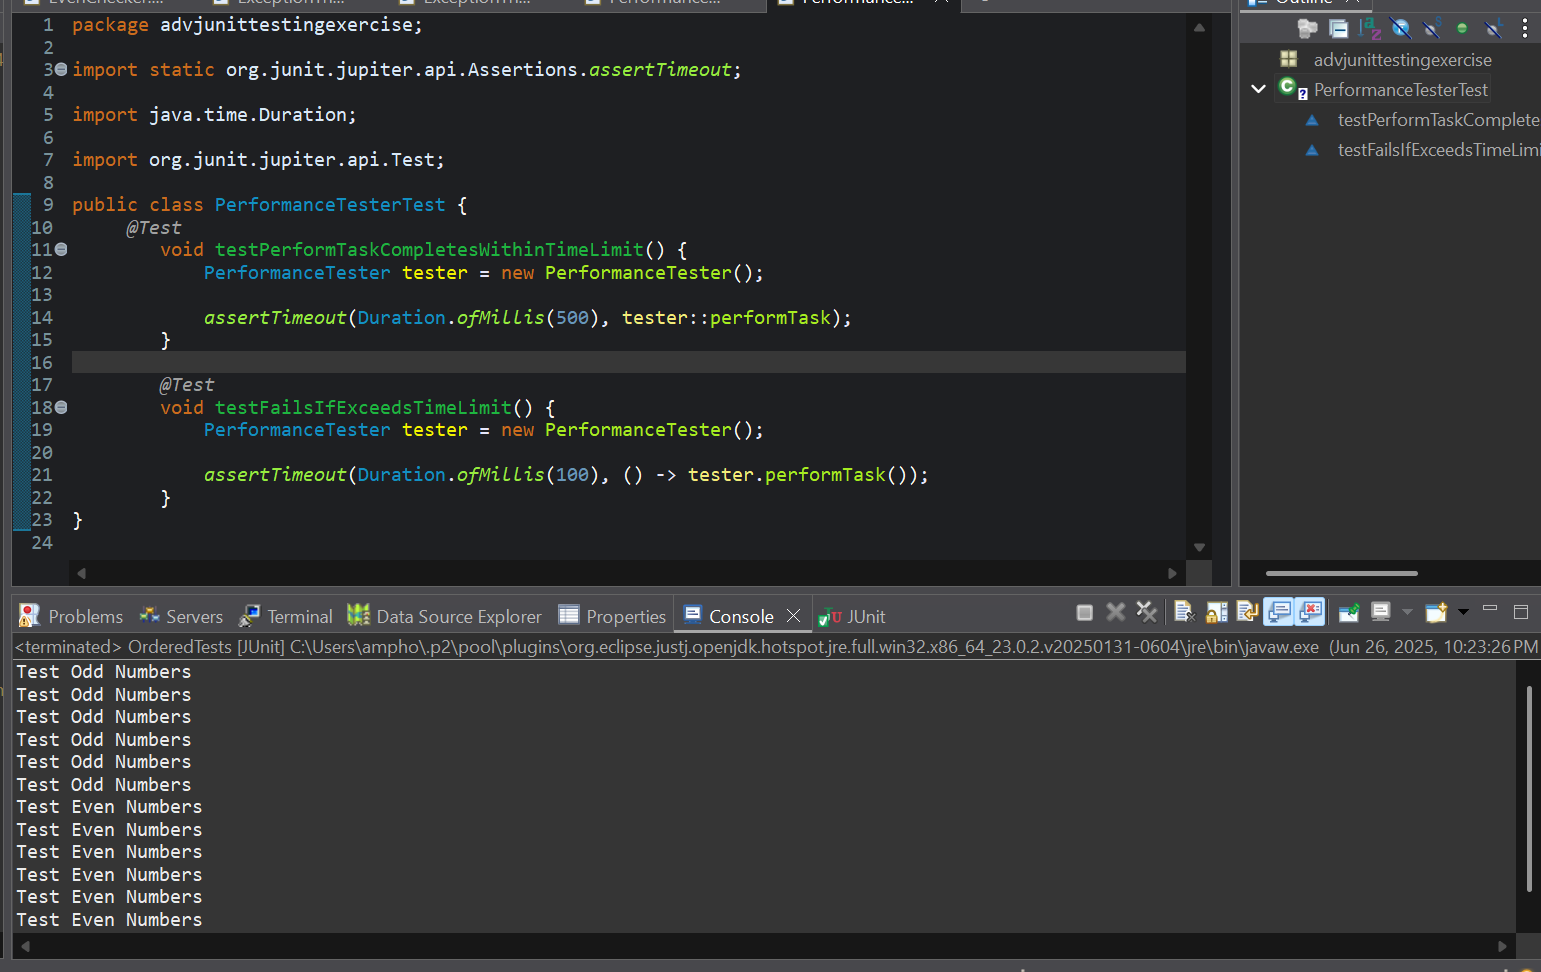 Outline
1 package advjunittestingexercise;
2
3 import static org.junit.jupiter.api.Assertions.assertTimeout;
4
5 import java.time.Duration;
6
7 import org.junit.jupiter.api.Test;
8
9 public class PerformanceTesterTest {
10 @Test
11 void testPerformTaskCompletesWithinTimeLimit() {
12 PerformanceTester tester = new PerformanceTester();
13
14 assertTimeout(Duration.ofMillis(500), tester::performTask);
15 }
16
17 @Test
18 void testFailsIfExceedsTimeLimit() {
19 PerformanceTester tester = new PerformanceTester();
20
21 assertTimeout(Duration.ofMillis(100), () -> tester.performTask());
22 }
23 }
24
advjunittestingexercise
PerformanceTesterTest
testPerformTaskComplete
testFailsIfExceedsTimeLimi
Problems Servers Terminal Data Source Explorer Properties Console JUnit
<terminated> OrderedTests [JUnit] C:\Users\ampho\.p2\pool\plugins\org.eclipse.justj.openjdk.hotspot.jre.full.win32.x86_64_23.0.2.v20250131-0604\jre\bin\javaw.exe (Jun 26, 2025, 10:23:26 PM
Test Odd Numbers
Test Odd Numbers
Test Odd Numbers
Test Odd Numbers
Test Odd Numbers
Test Odd Numbers
Test Even Numbers
Test Even Numbers
Test Even Numbers
Test Even Numbers
Test Even Numbers
Test Even Numbers